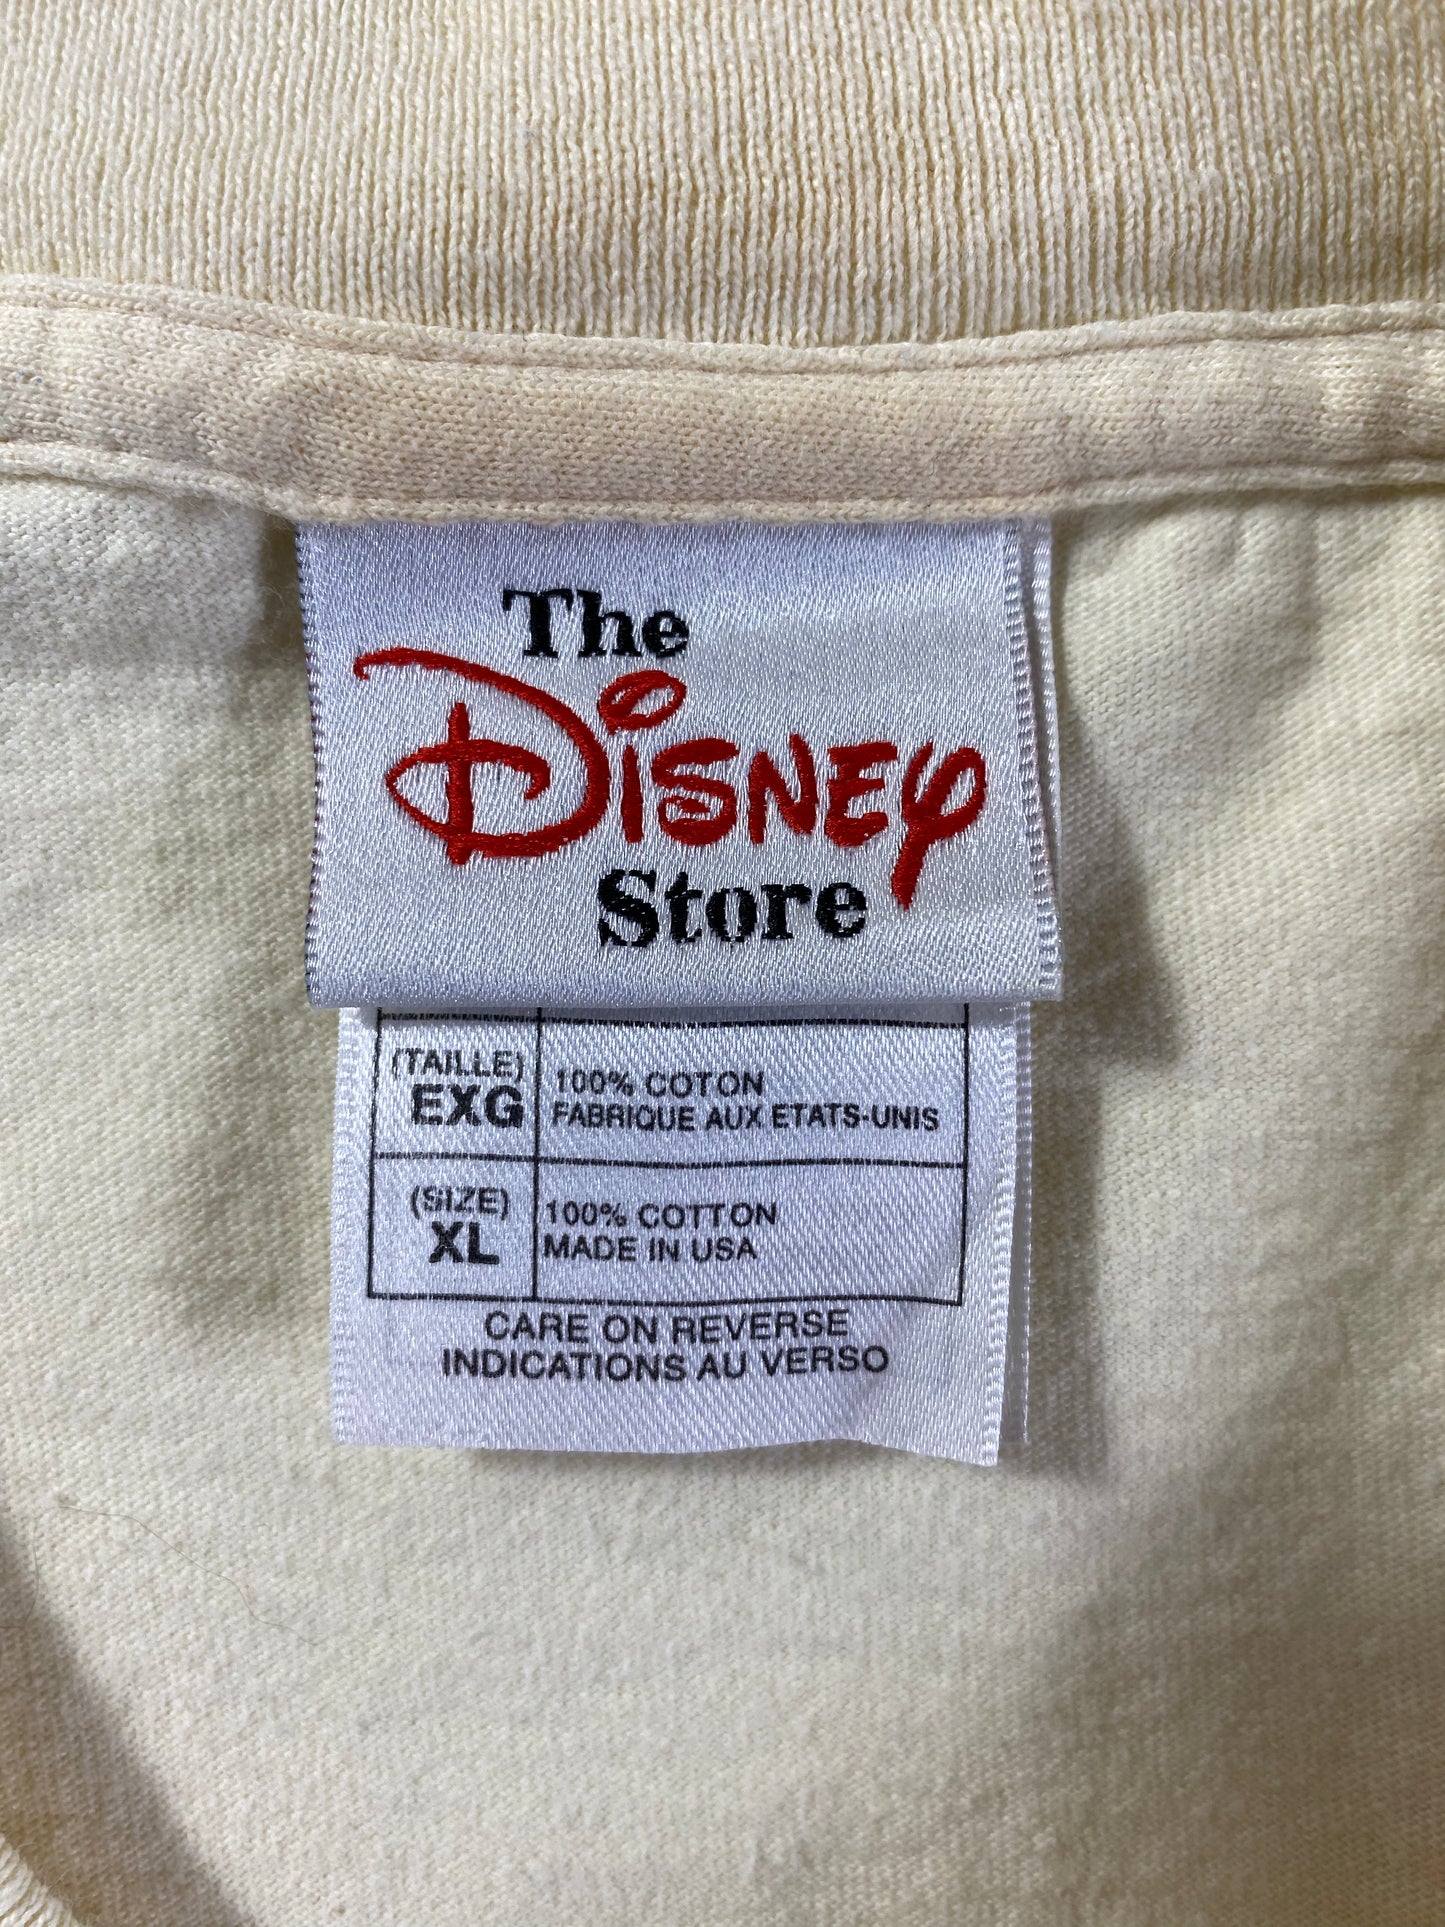 The
Disney
Store
(TAILLE)
EXG
100% COTON
FABRIQUE AUX ETATS-UNIS
(SIZE)
XL
100% COTTON
MADE IN USA
CARE ON REVERSE
INDICATIONS AU VERSO